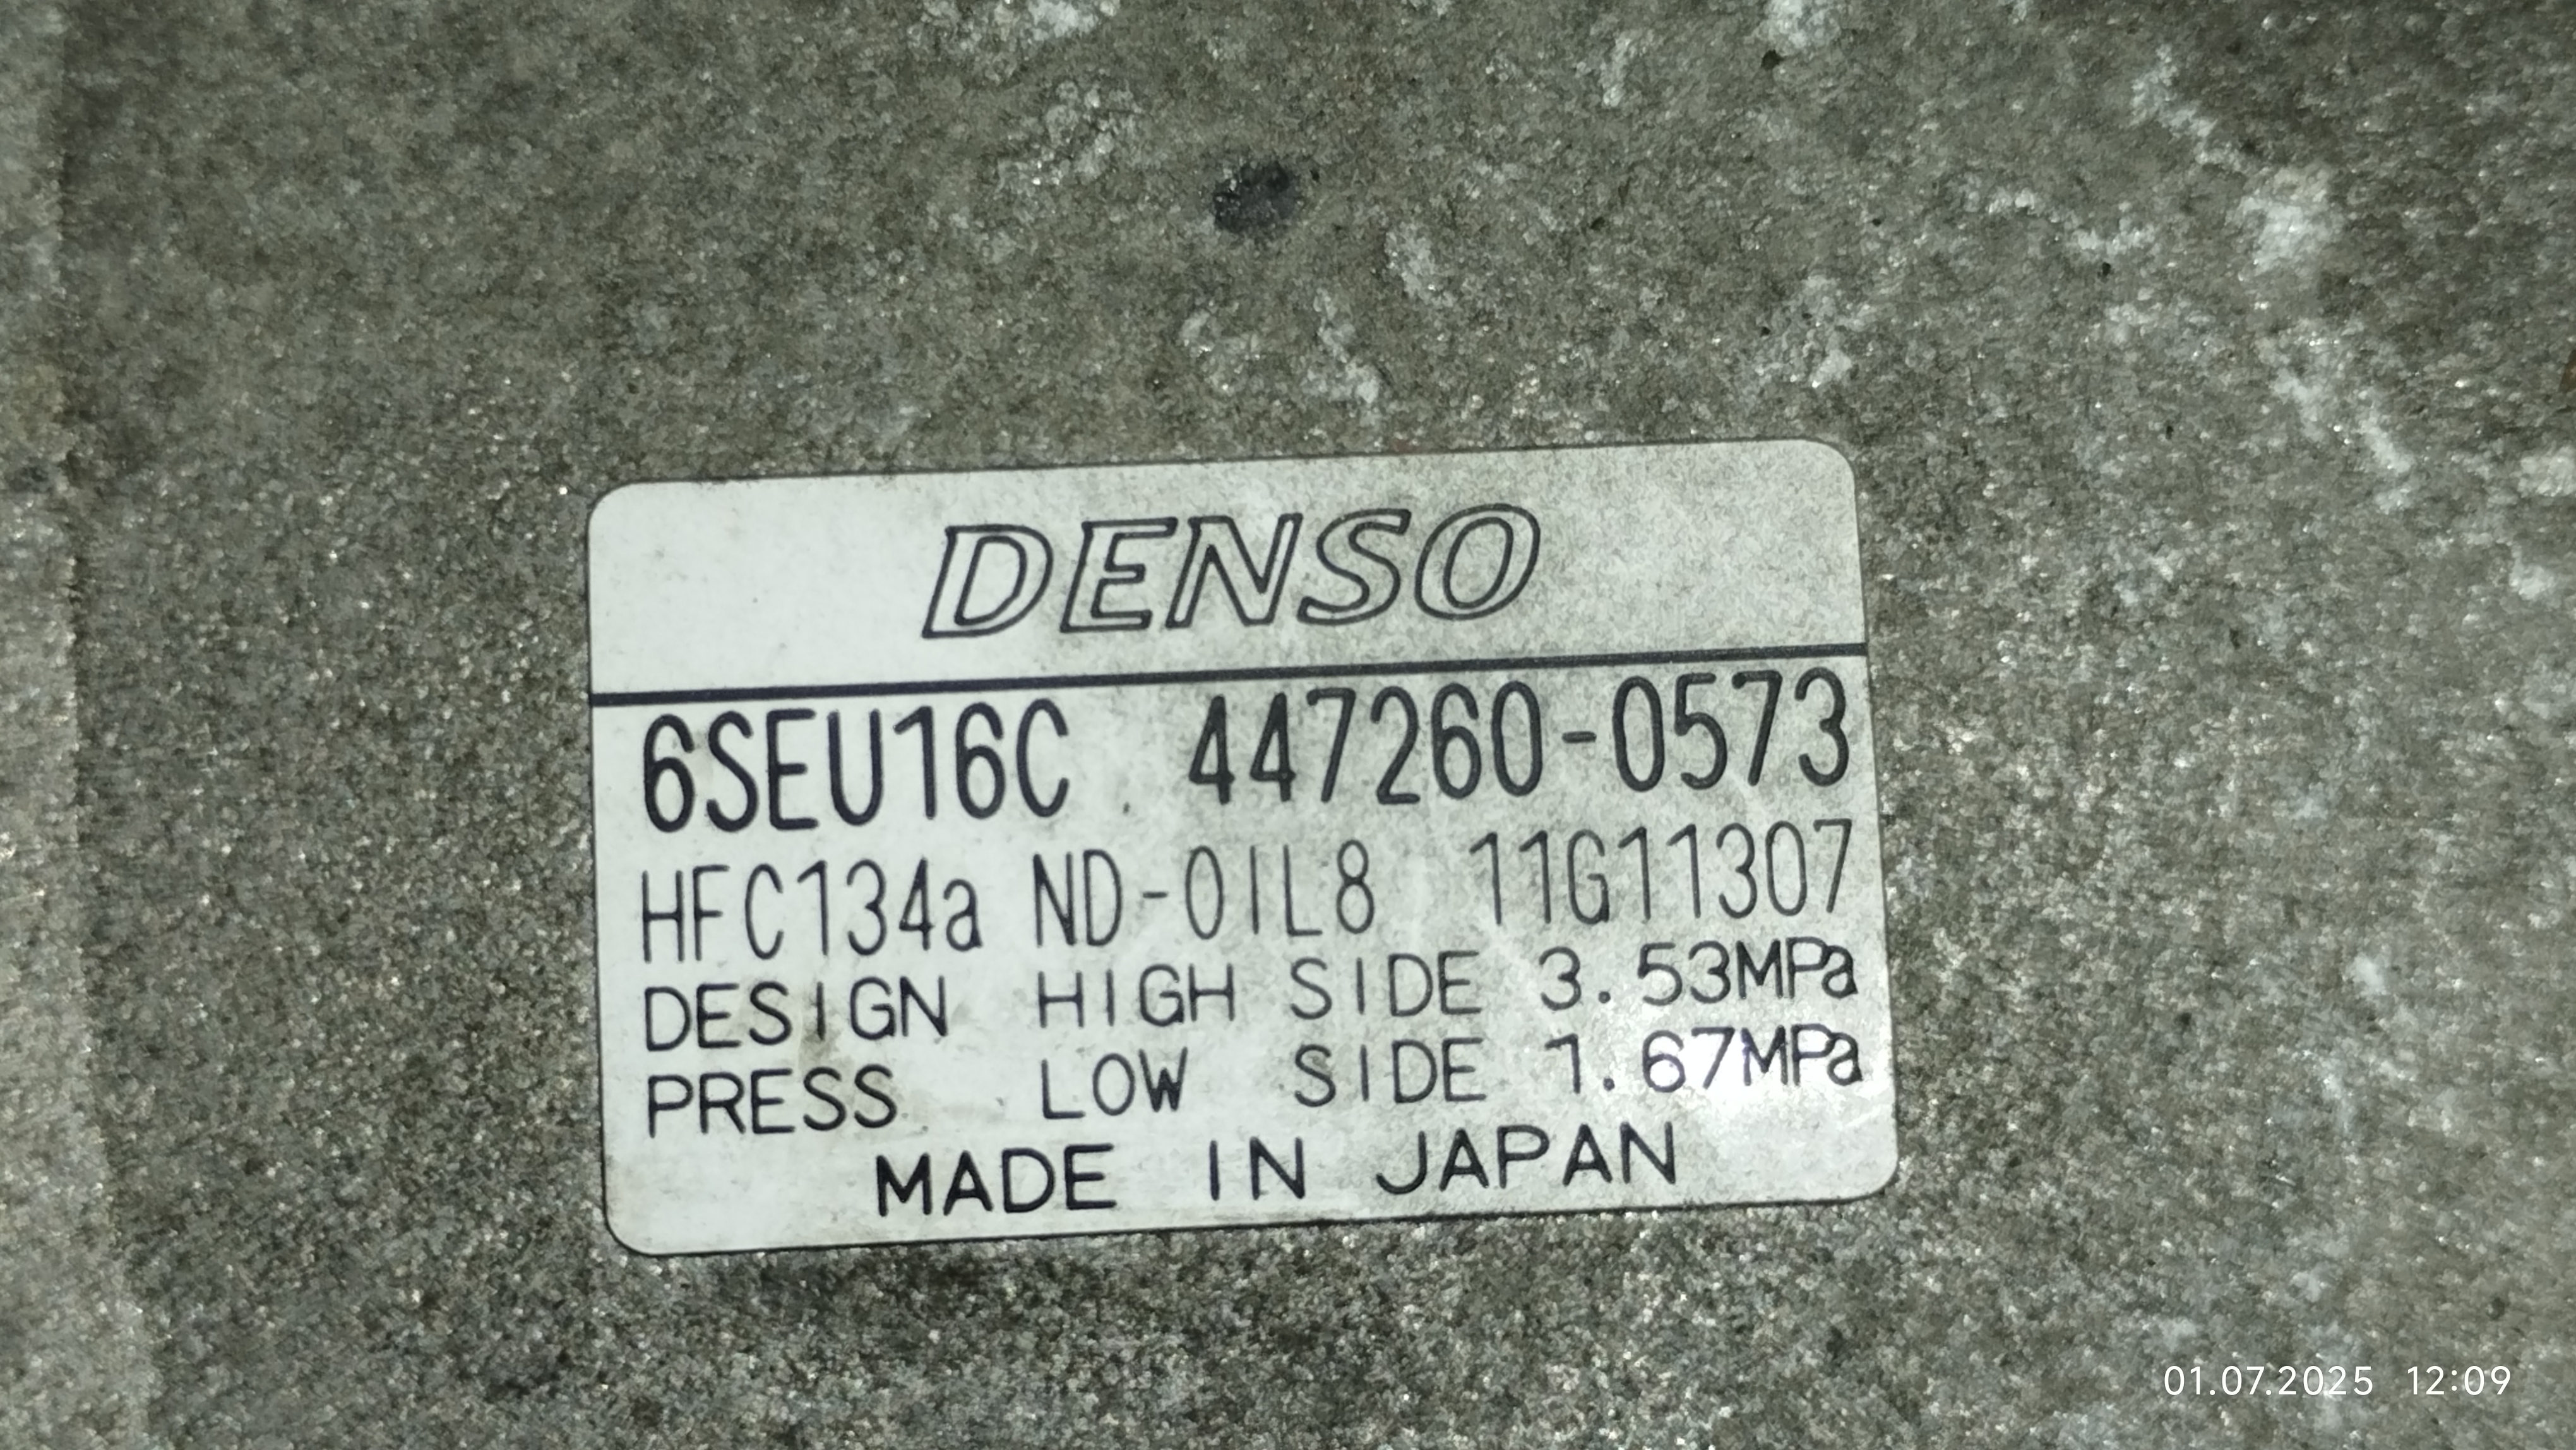 DENSO
6SEU16C 447260-0573
HFC134a ND-OIL8 11G11307
DESIGN HIGH SIDE 3.53MPa
PRESS LOW SIDE 1.67MPa
MADE IN JAPAN
01.07.2025 12:09